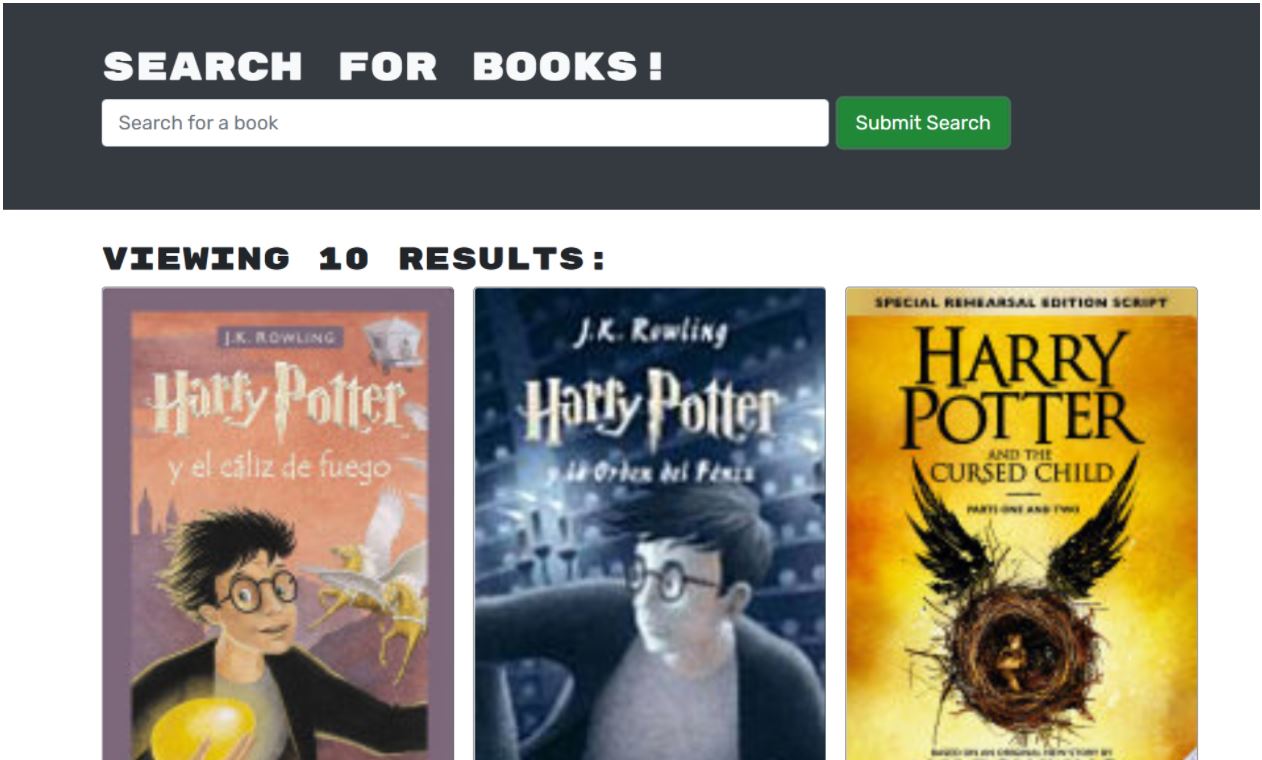 SEARCH FOR BOOKS!
Search for a book
Submit Search
VIEWING 10 RESULTS:
J.K. ROWLING
Harry Potter
y el cáliz de fuego
J.K. Rowling
Harry Potter
y la Orden del Fénix
SPECIAL REHEARSAL EDITION SCRIPT
HARRY
POTTER
AND THE
CURSED CHILD
PARTS ONE AND TWO
BASED ON AN ORIGINAL NEW STORY BY